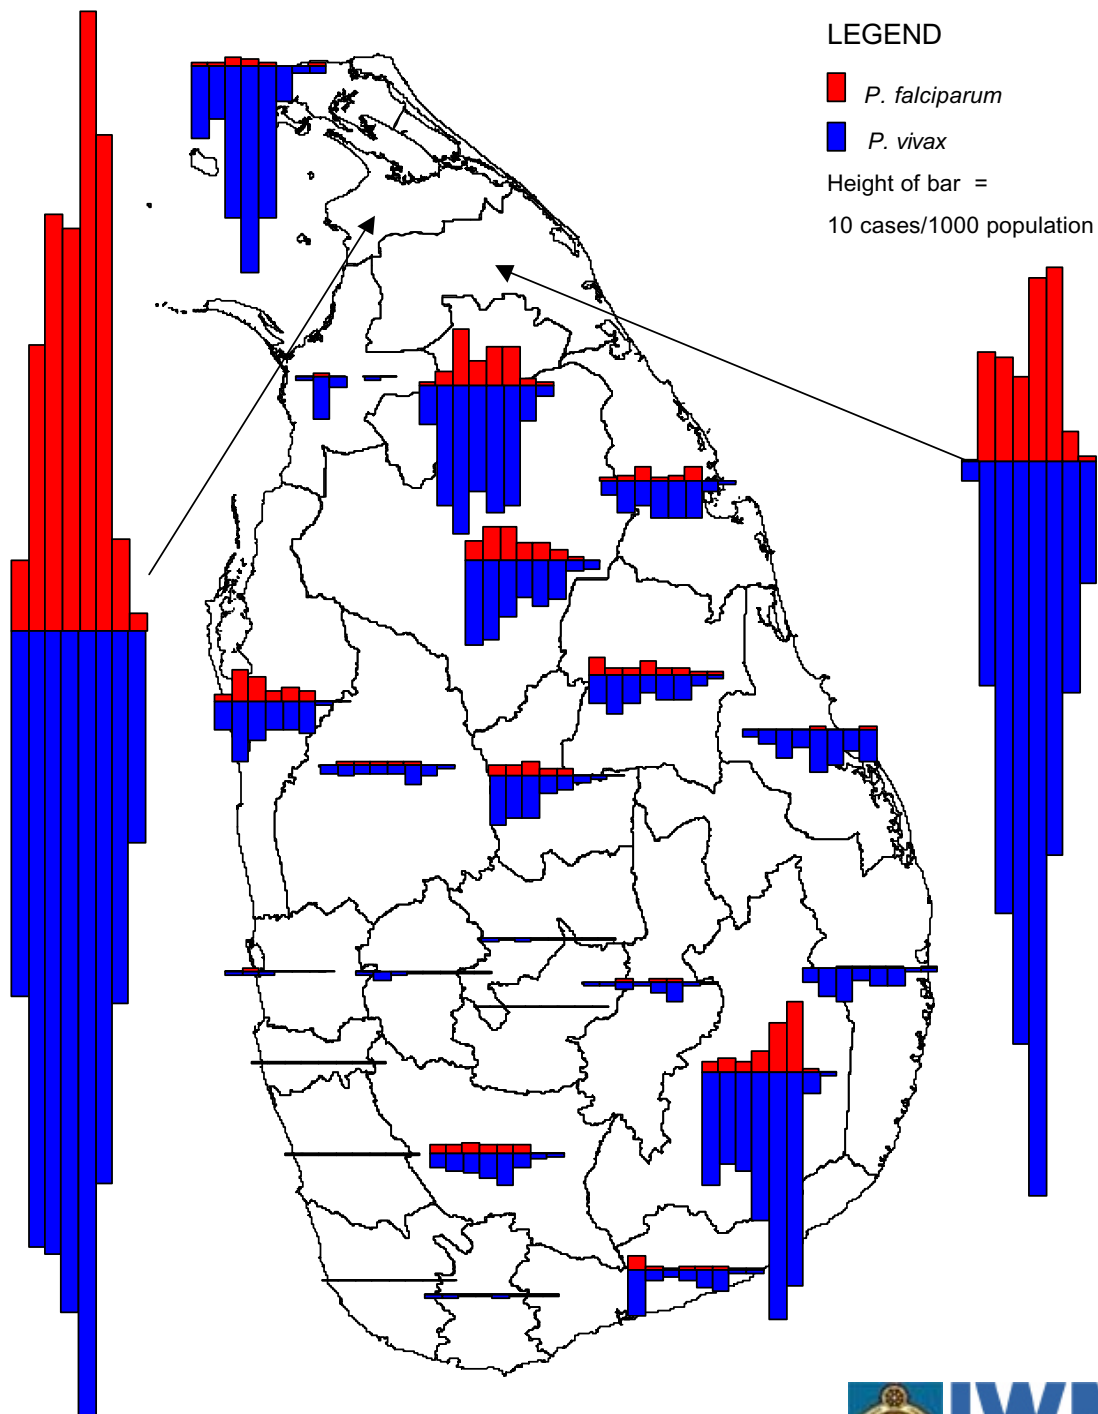 LEGEND
P. falciparum
P. vivax
Height of bar =
10 cases/1000 population